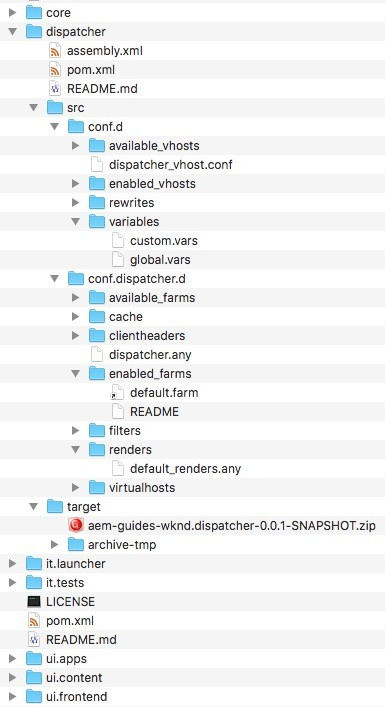 core
dispatcher
assembly.xml
pom.xml
README.md
src
conf.d
available_vhosts
dispatcher_vhost.conf
enabled_vhosts
rewrites
variables
custom.vars
global.vars
conf.dispatcher.d
available_farms
cache
clientheaders
dispatcher.any
enabled_farms
default.farm
README
filters
renders
default_renders.any
virtualhosts
target
aem-guides-wknd.dispatcher-0.0.1-SNAPSHOT.zip
archive-tmp
it.launcher
it.tests
LICENSE
pom.xml
README.md
ui.apps
ui.content
ui.frontend